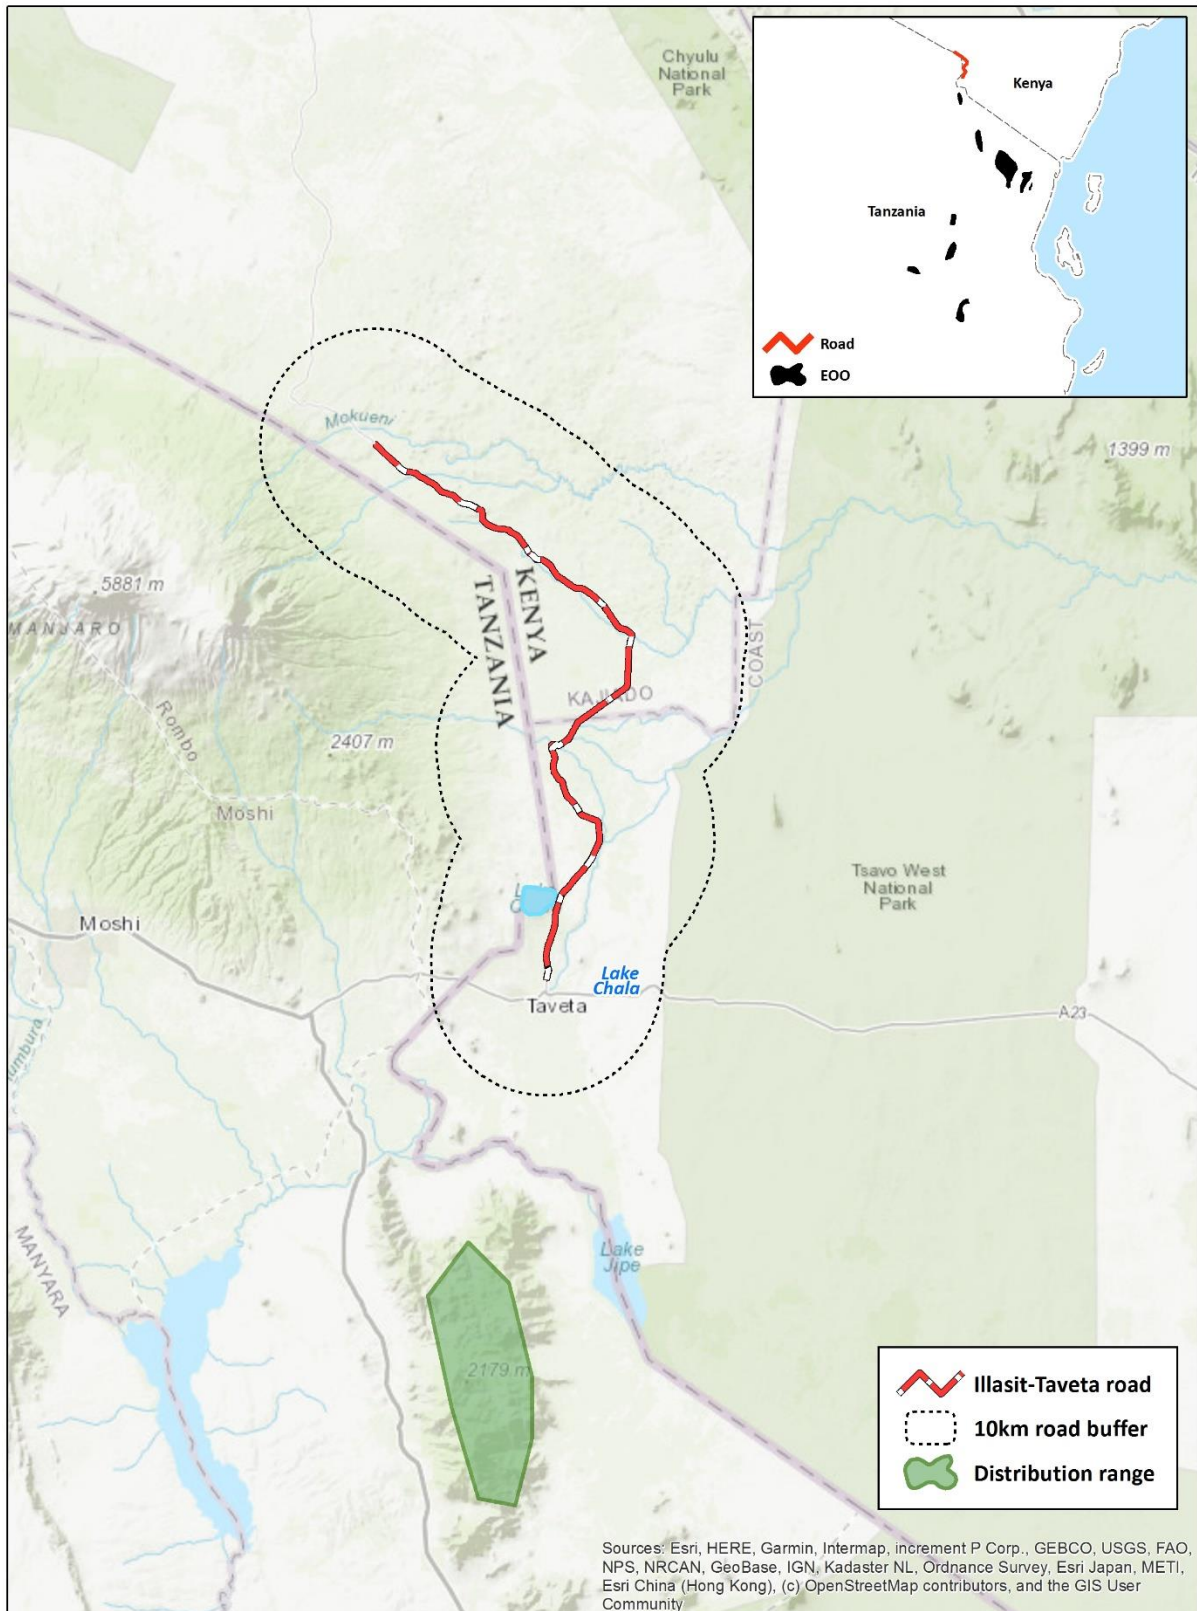 Chyulu
National
Park
Kenya
Tanzania
Road
EOO
Mokueni
1399 m
5881 m
MANJARO
KENYA
TANZANIA
COAST
KAJIADO
Rombo
2407 m
Moshi
Tsavo West
National
Park
Moshi
Lake
Chala
Taveta
A23
MANYARA
Lake
Jipe
2179 m
Illasit-Taveta road
10km road buffer
Distribution range
Sources: Esri, HERE, Garmin, Intermap, increment P Corp., GEBCO, USGS, FAO,
NPS, NRCAN, GeoBase, IGN, Kadaster NL, Ordnance Survey, Esri Japan, METI,
Esri China (Hong Kong), (c) OpenStreetMap contributors, and the GIS User
Community